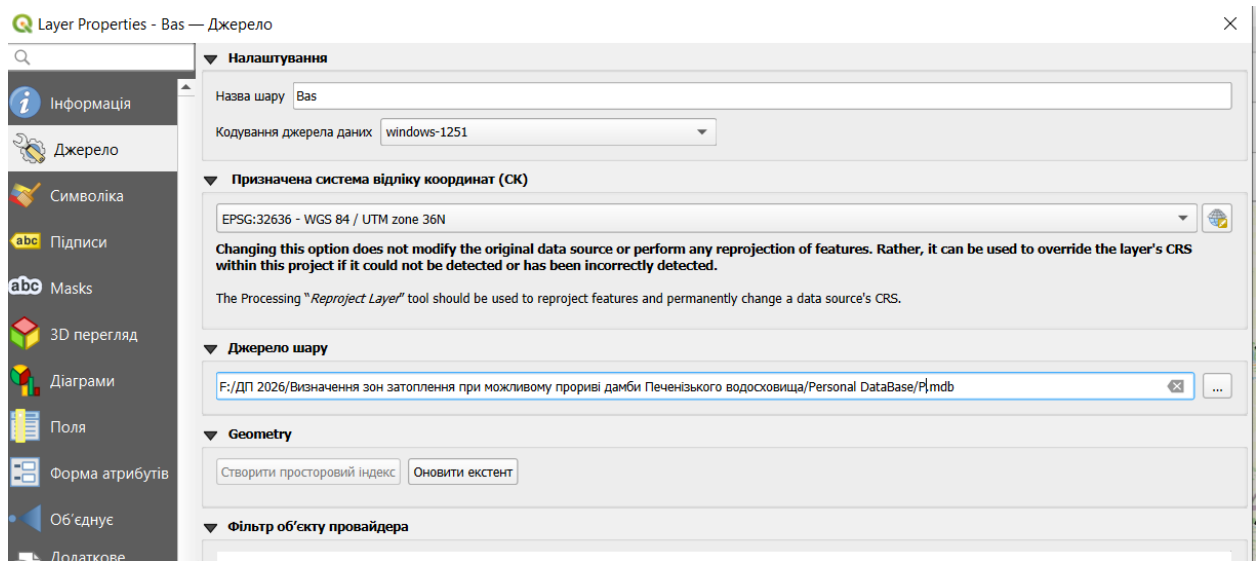 Layer Properties - Bas — Джерело
Інформація
Джерело
Символіка
abc Підписи
abc Masks
3D перегляд
Діаграми
Поля
Форма атрибутів
Об'єднує
Додаткове
Налаштування
Назва шару Bas
Кодування джерела даних windows-1251
Призначена система відліку координат (СК)
EPSG:32636 - WGS 84 / UTM zone 36N
Changing this option does not modify the original data source or perform any reprojection of features. Rather, it can be used to override the layer's CRS
within this project if it could not be detected or has been incorrectly detected.
The Processing "Reproject Layer" tool should be used to reproject features and permanently change a data source's CRS.
Джерело шару
F:/ДП 2026/Визначення зон затоплення при можливому прориві дамби Печенізького водосховища/Personal DataBase/P.mdb
...
Geometry
Створити просторовий індекс Оновити екстент
Фільтр об'єкту провайдера